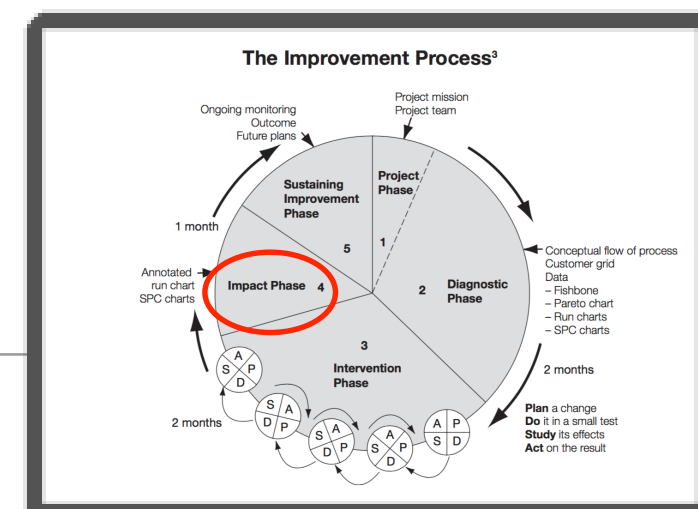 The Improvement Process³
Project mission
Project team
Ongoing monitoring
Outcome
Future plans
Project
Phase
1
Sustaining
Improvement
Phase
5
1 month
Conceptual flow of process
Customer grid
Data
– Fishbone
– Pareto chart
– Run charts
– SPC charts
Annotated
run chart
SPC charts
Impact Phase 4
2 Diagnostic
Phase
3
Intervention
Phase
2 months
Plan a change
Do it in a small test
Study its effects
Act on the result
2 months
A
S P
D
S A
D P
S A
D P
A
S P
D
A P
S D